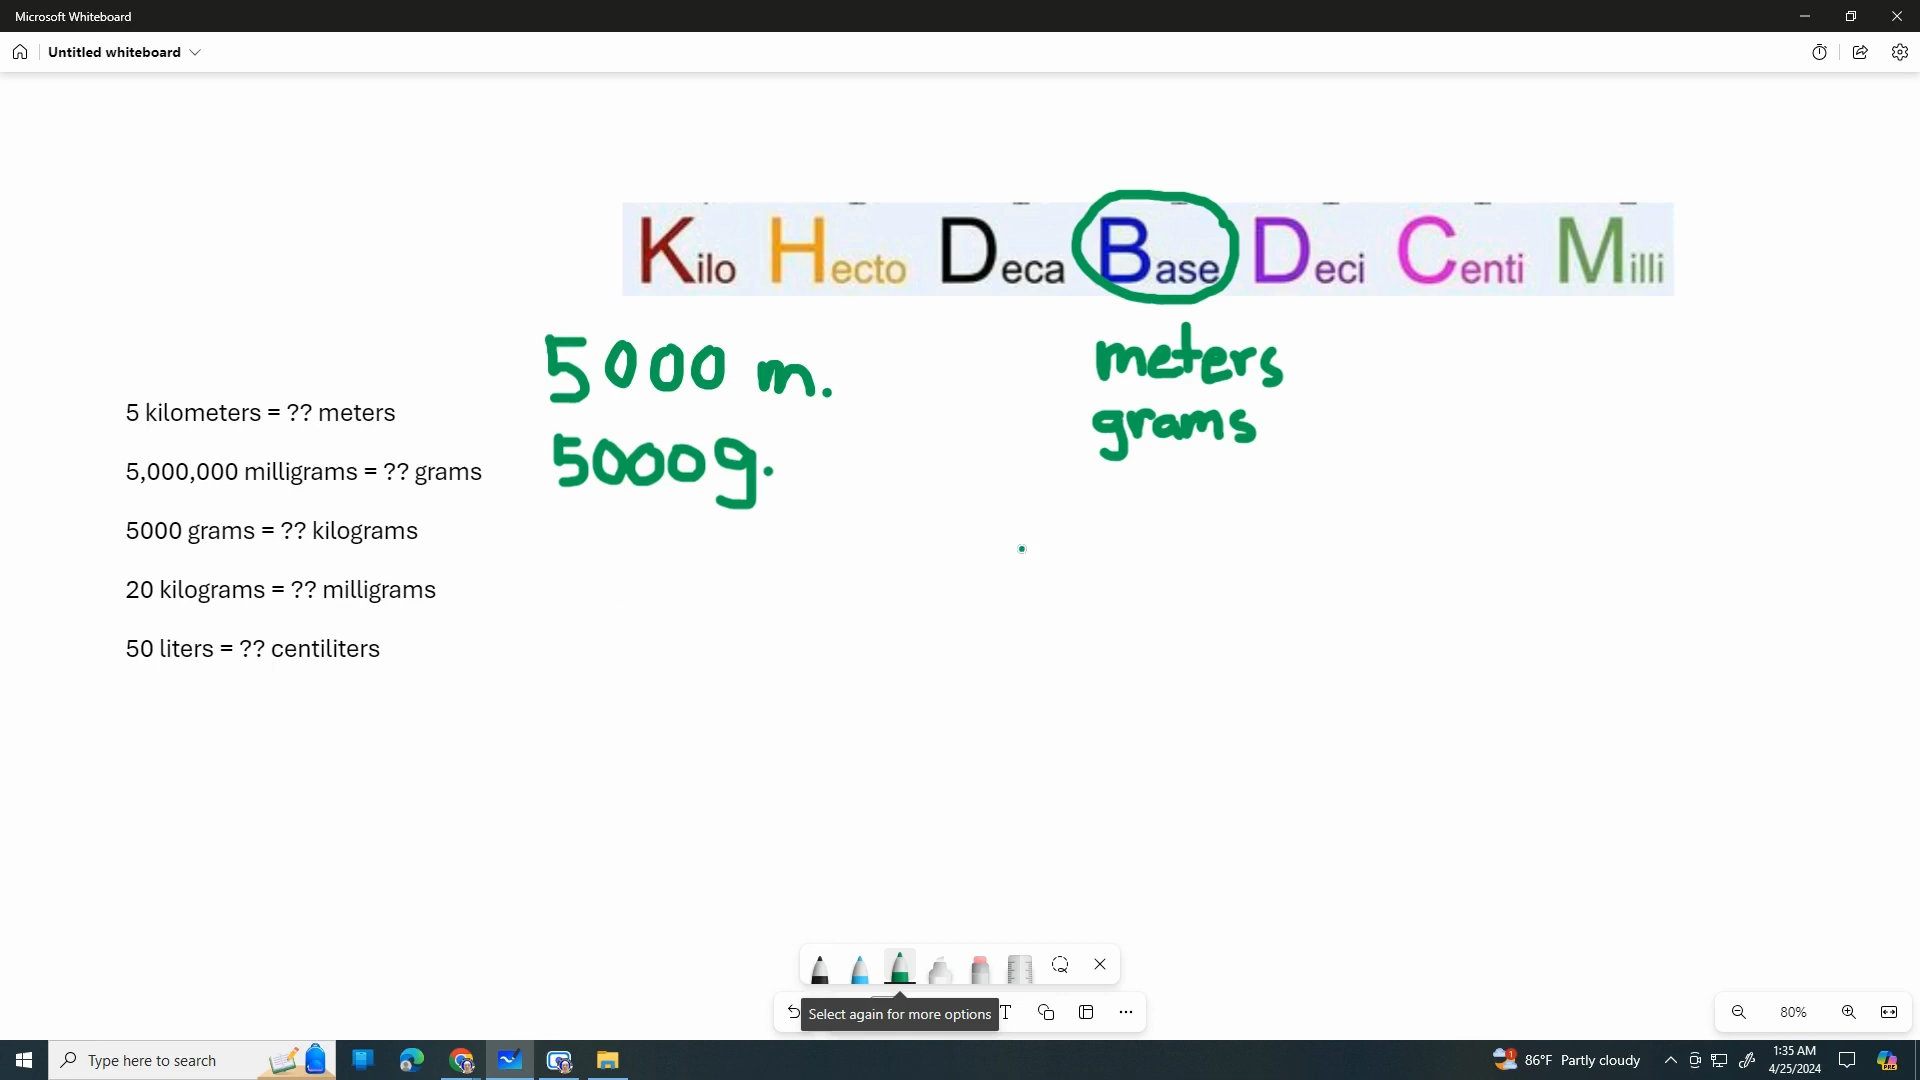 Microsoft Whiteboard
Untitled whiteboard
Kilo Hecto Deca Base Deci Centi Milli
5000 m.
meters
5 kilometers = ?? meters
grams
5000g.
5,000,000 milligrams = ?? grams
5000 grams = ?? kilograms
20 kilograms = ?? milligrams
50 liters = ?? centiliters
Select again for more options
T
80%
Type here to search
1
86°F Partly cloudy
1:35 AM
4/25/2024
PRE